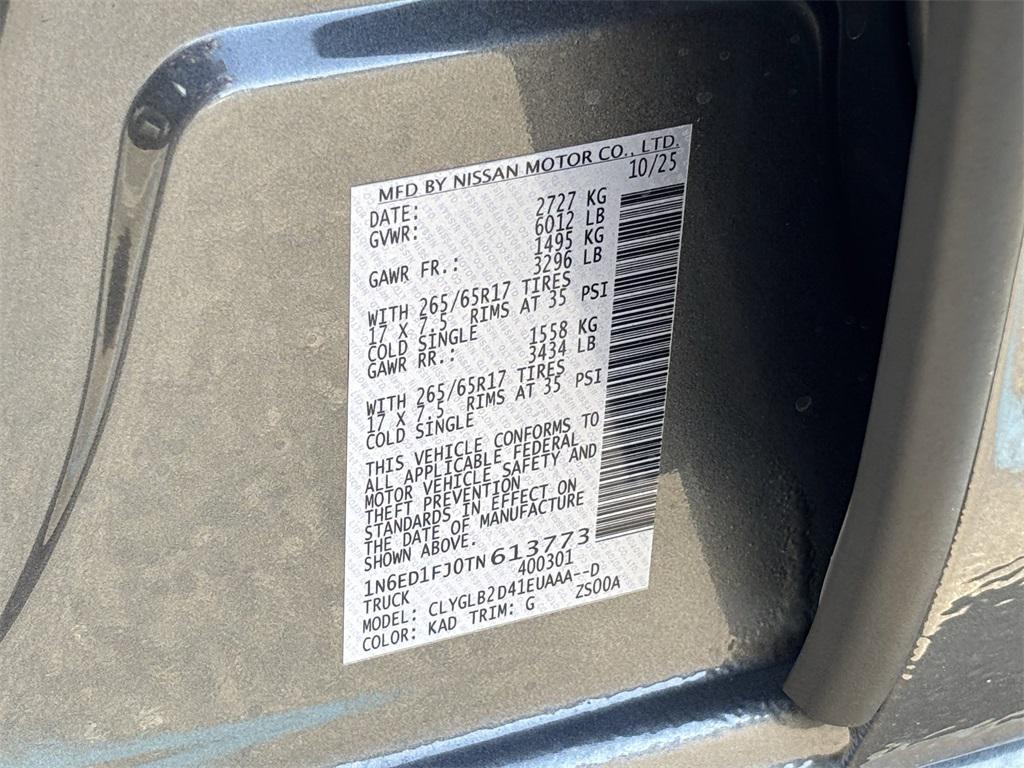 MFD BY NISSAN MOTOR CO., LTD.
DATE: 10/25
GVWR: 2727 KG
6012 LB
GAWR FR.: 1495 KG
3296 LB
WITH 265/65R17 TIRES
17 X 7.5 RIMS AT 35 PSI
COLD SINGLE
GAWR RR.: 1558 KG
3434 LB
WITH 265/65R17 TIRES
17 X 7.5 RIMS AT 35 PSI
COLD SINGLE
THIS VEHICLE CONFORMS TO
ALL APPLICABLE FEDERAL
MOTOR VEHICLE SAFETY AND
THEFT PREVENTION
STANDARDS IN EFFECT ON
THE DATE OF MANUFACTURE
SHOWN ABOVE.
1N6ED1FJ0TN613773
TRUCK 400301
MODEL: CLYGLB2D41EUAAA--D
COLOR: KAD TRIM: G ZS00A